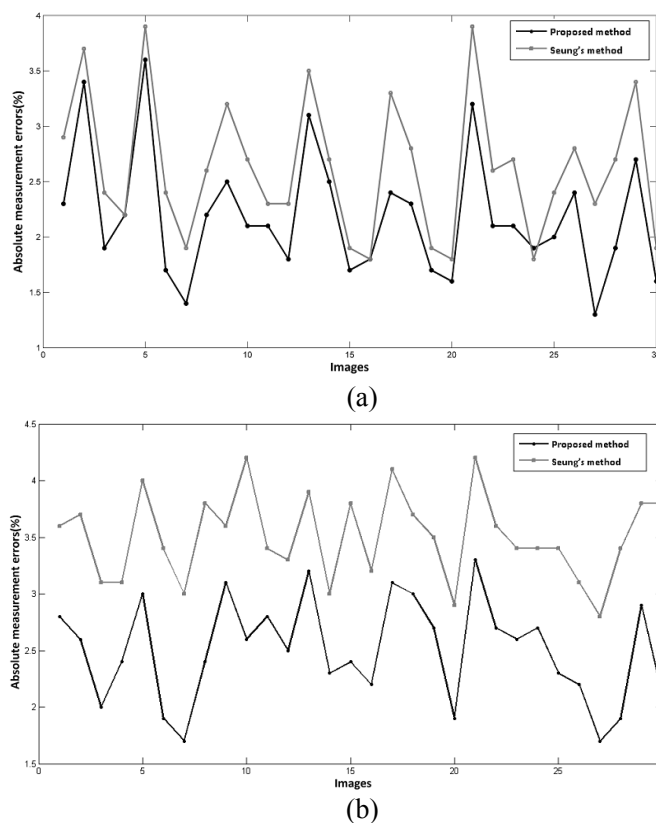 4
3.5
3
2.5
2
1.5
1
Absolute measurement errors(%)
Proposed method
Seung's method
0 5 10 15 20 25
Images
(a)
4.5
4
3.5
3
2.5
2
1.5
Absolute measurement errors(%)
Proposed method
Seung's method
0 5 10 15 20 25
Images
(b)